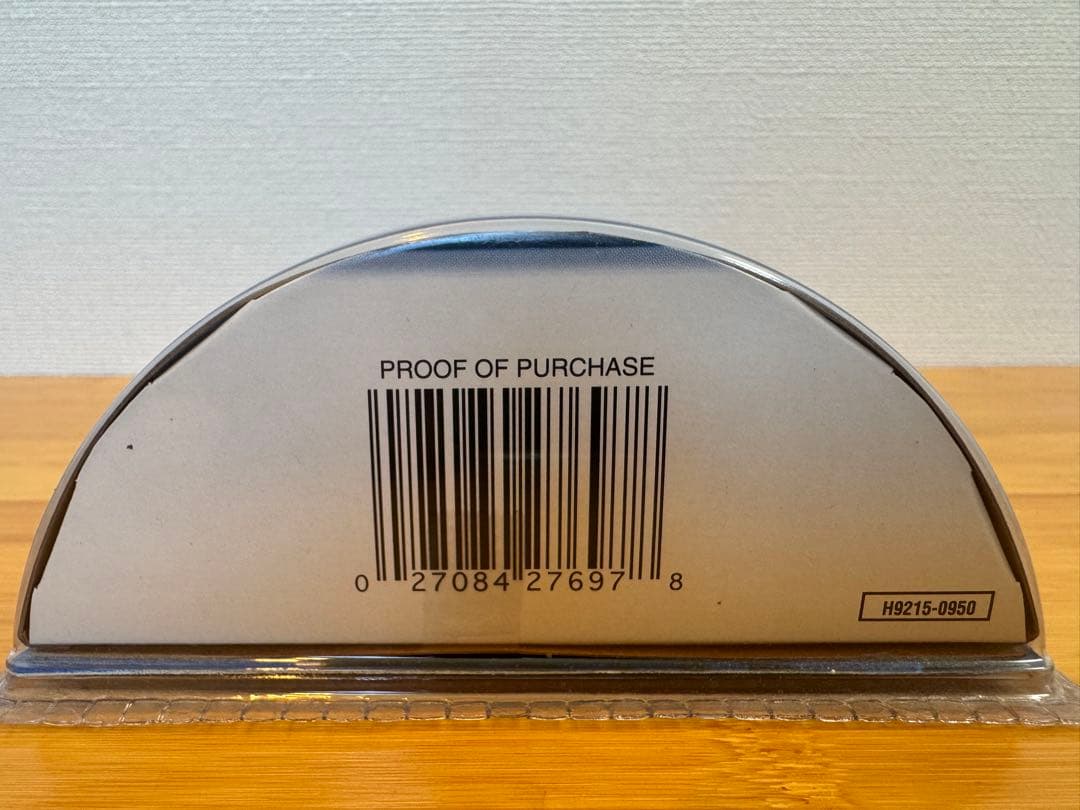 PROOF OF PURCHASE
0 27084 27697 8
H9215-0950